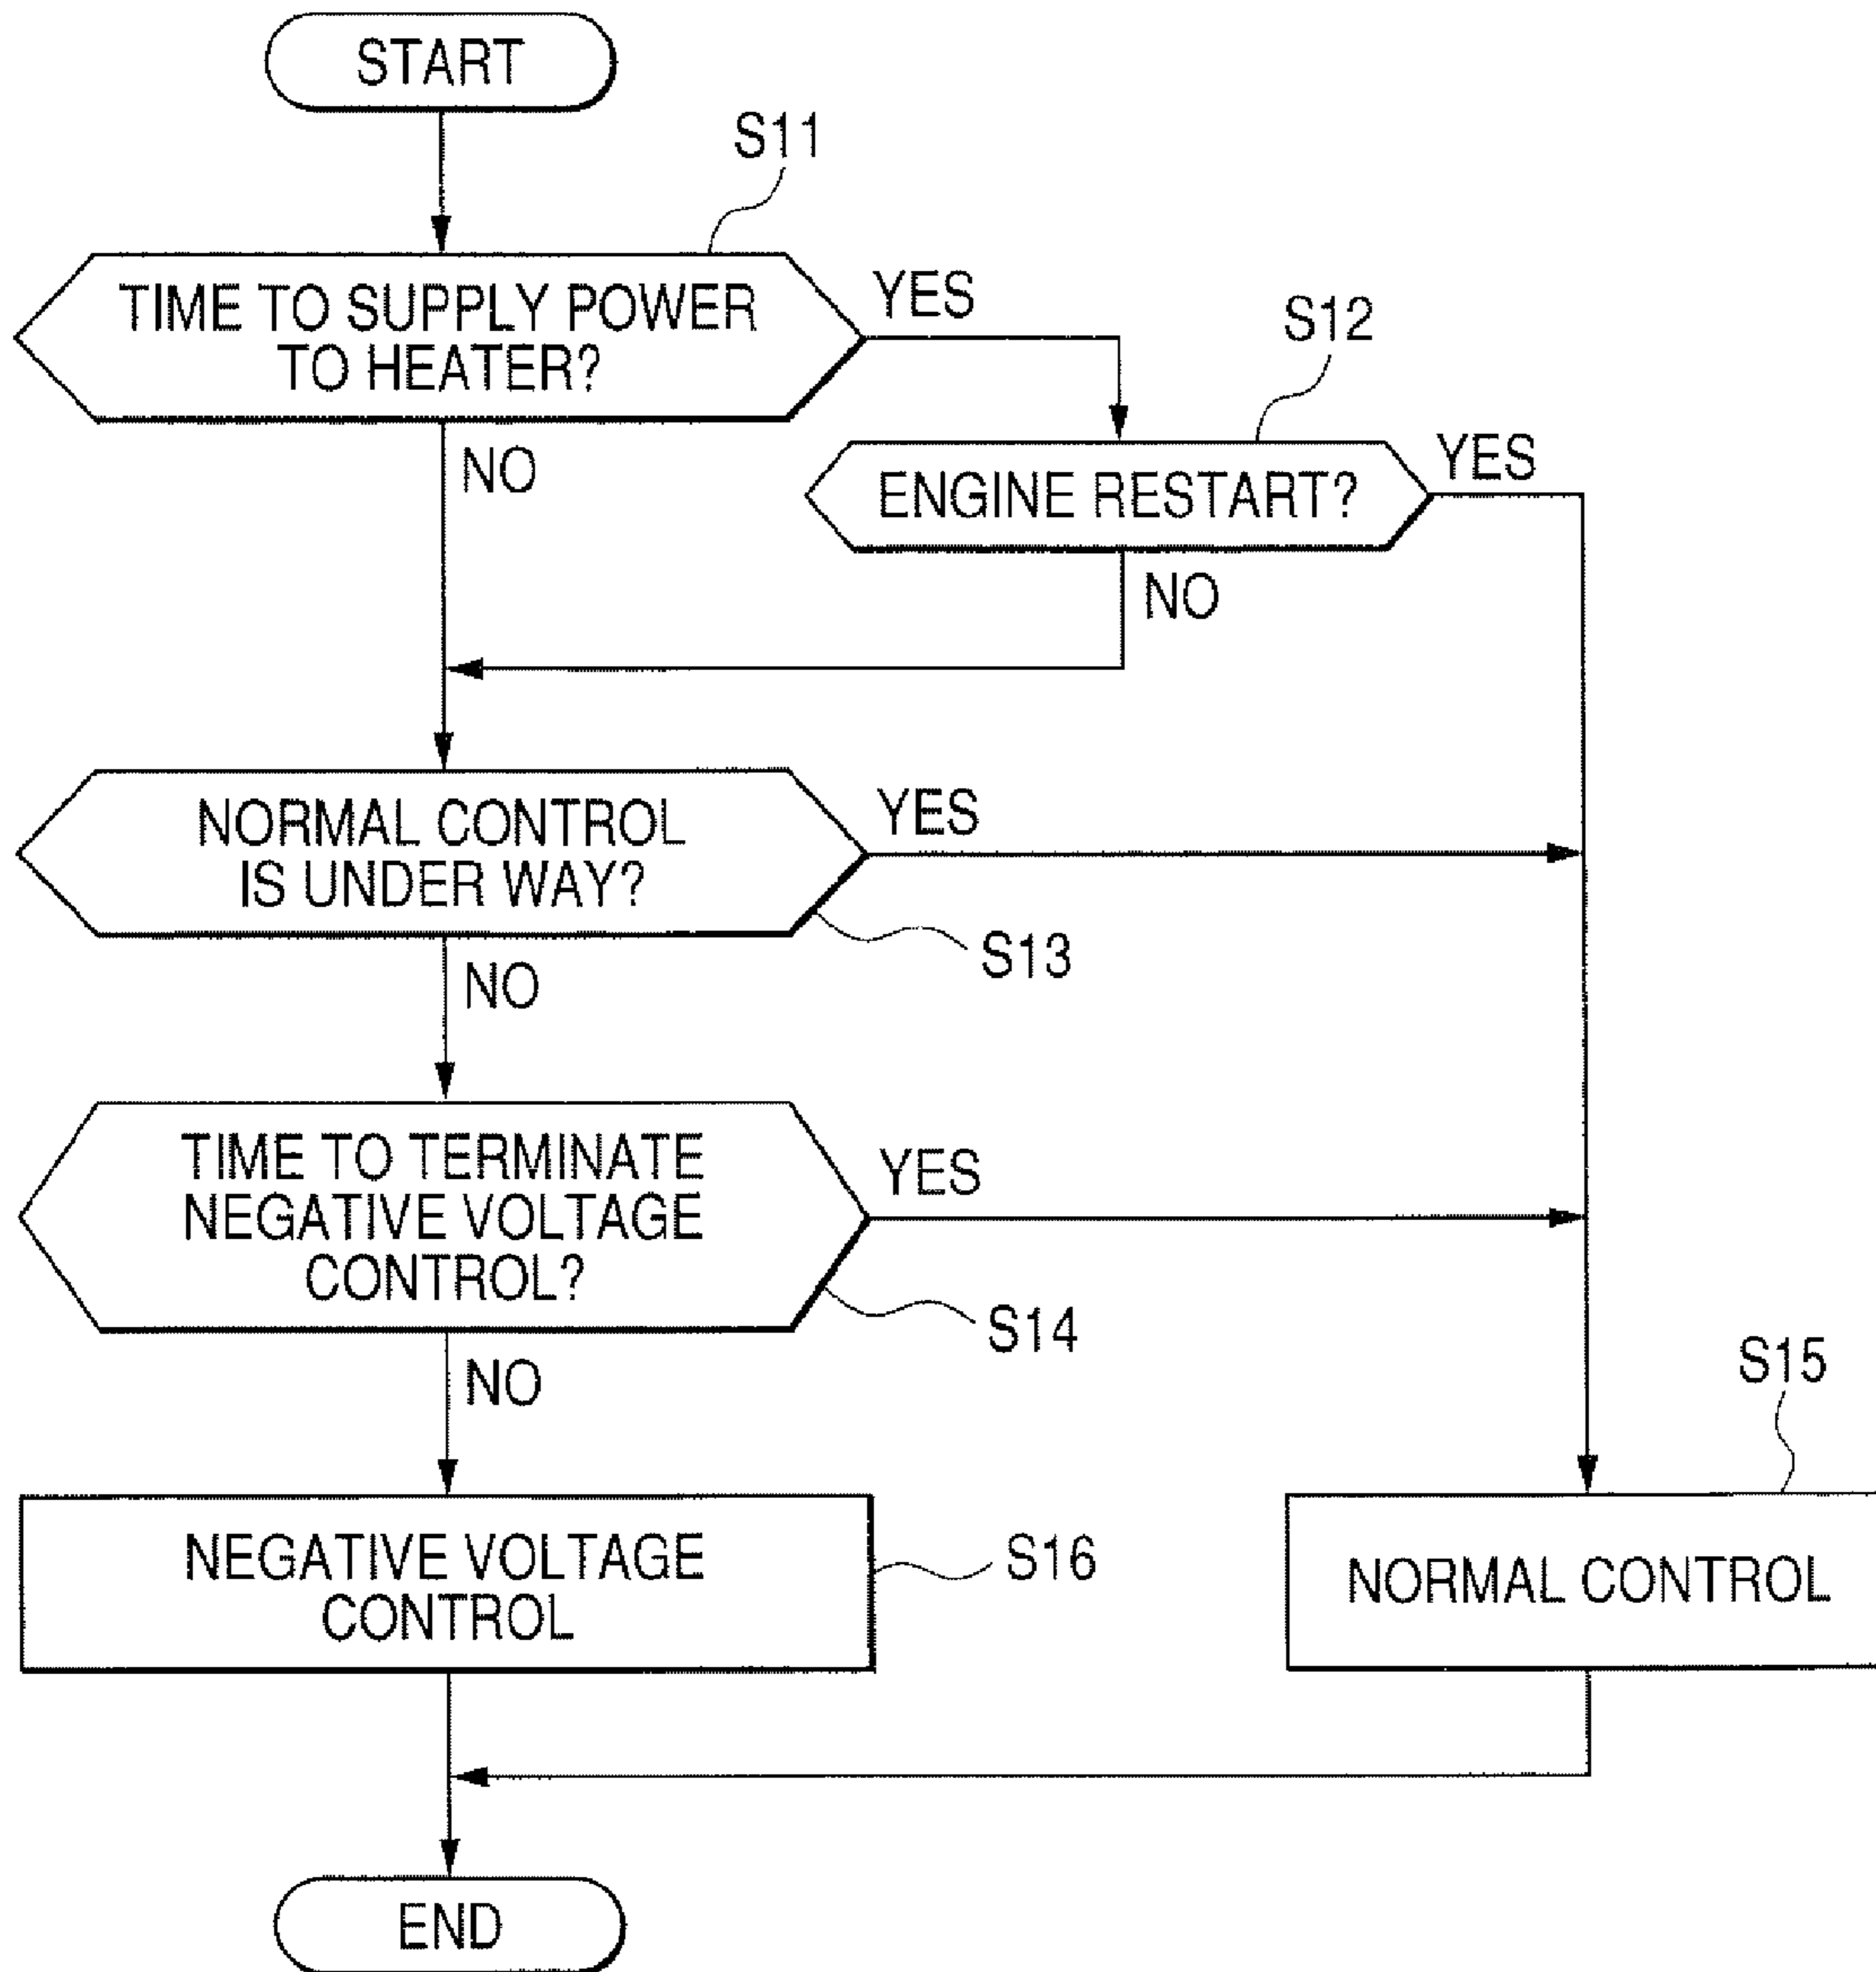 START
S11
TIME TO SUPPLY POWER
TO HEATER?
YES
S12
NO
ENGINE RESTART?
YES
NO
NORMAL CONTROL
IS UNDER WAY?
YES
S13
NO
TIME TO TERMINATE
NEGATIVE VOLTAGE
CONTROL?
YES
S14
NO
S15
NEGATIVE VOLTAGE
CONTROL
S16
NORMAL CONTROL
END